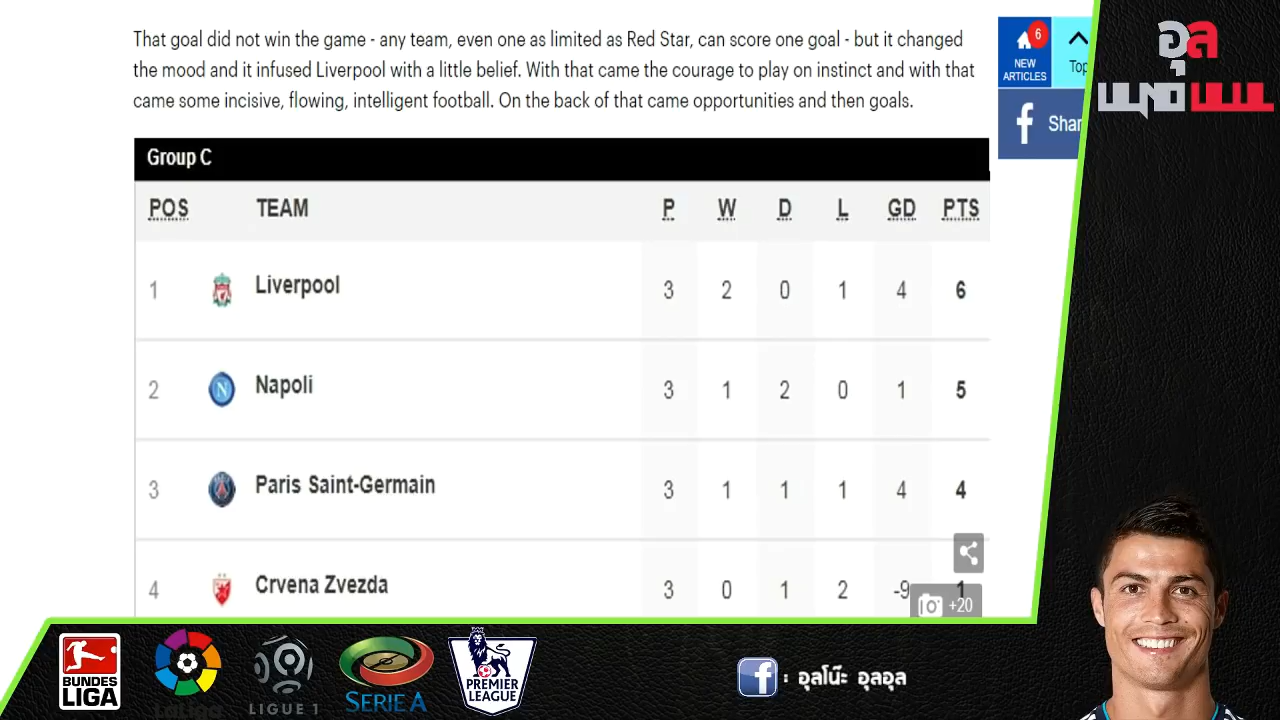 That goal did not win the game - any team, even one as limited as Red Star, can score one goal - but it changed
the mood and it infused Liverpool with a little belief. With that came the courage to play on instinct and with that
came some incisive, flowing, intelligent football. On the back of that came opportunities and then goals.
6
NEW
ARTICLES
Top
Shar
อุล
Group C
POS TEAM P W D L GD PTS
1 Liverpool 3 2 0 1 4 6
2 Napoli 3 1 2 0 1 5
3 Paris Saint-Germain 3 1 1 1 4 4
4 Crvena Zvezda 3 0 1 2 -9 1
+20
BUNDES
LIGA
LaLiga
LIGUE 1
SERIE A
PREMIER
LEAGUE
: อุลโน๊ะ อุลอุล